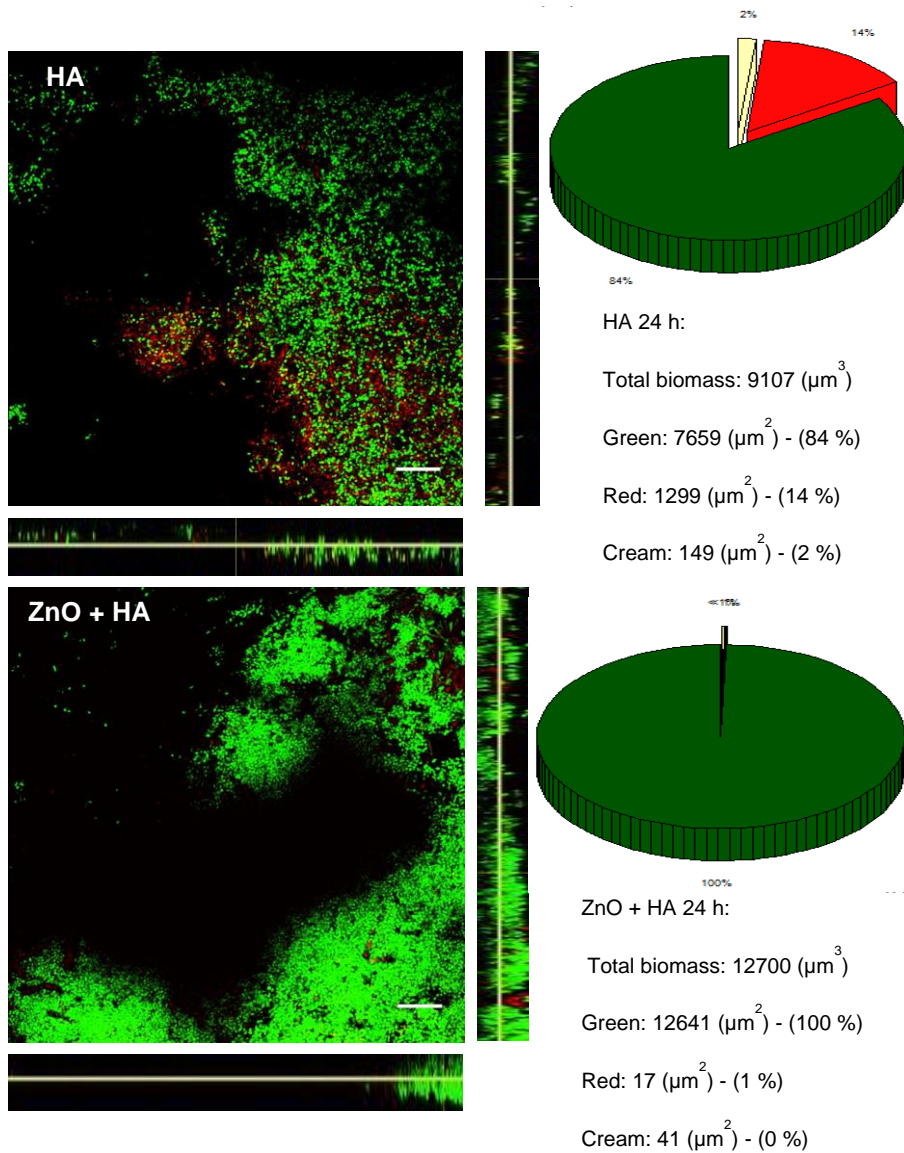 HA
2%
14%
84%
HA 24 h:
Total biomass: 9107 (µm³)
Green: 7659 (µm²) - (84 %)
Red: 1299 (µm²) - (14 %)
Cream: 149 (µm²) - (2 %)
ZnO + HA
100%
ZnO + HA 24 h:
Total biomass: 12700 (µm³)
Green: 12641 (µm²) - (100 %)
Red: 17 (µm²) - (1 %)
Cream: 41 (µm²) - (0 %)